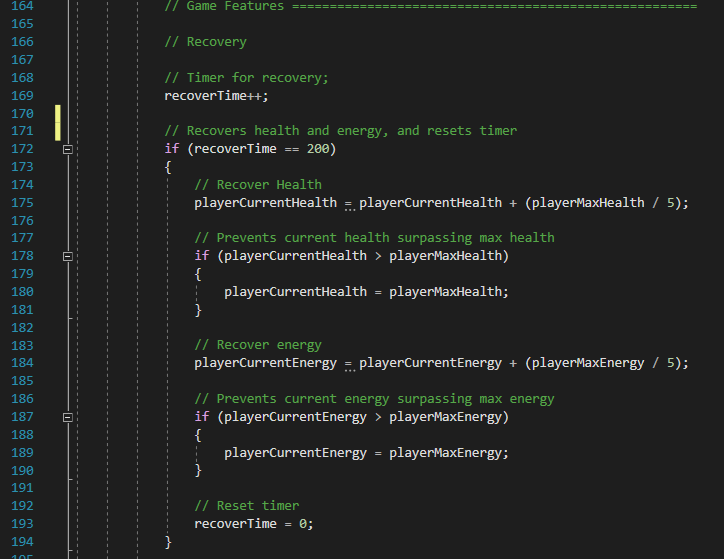 164 // Game Features ======================================================
165
166 // Recovery
167
168 // Timer for recovery;
169 recoverTime++;
170
171 // Recovers health and energy, and resets timer
172 if (recoverTime == 200)
173 {
174 // Recover Health
175 playerCurrentHealth = playerCurrentHealth + (playerMaxHealth / 5);
176
177 // Prevents current health surpassing max health
178 if (playerCurrentHealth > playerMaxHealth)
179 {
180 playerCurrentHealth = playerMaxHealth;
181 }
182
183 // Recover energy
184 playerCurrentEnergy = playerCurrentEnergy + (playerMaxEnergy / 5);
185
186 // Prevents current energy surpassing max energy
187 if (playerCurrentEnergy > playerMaxEnergy)
188 {
189 playerCurrentEnergy = playerMaxEnergy;
190 }
191
192 // Reset timer
193 recoverTime = 0;
194 }
195